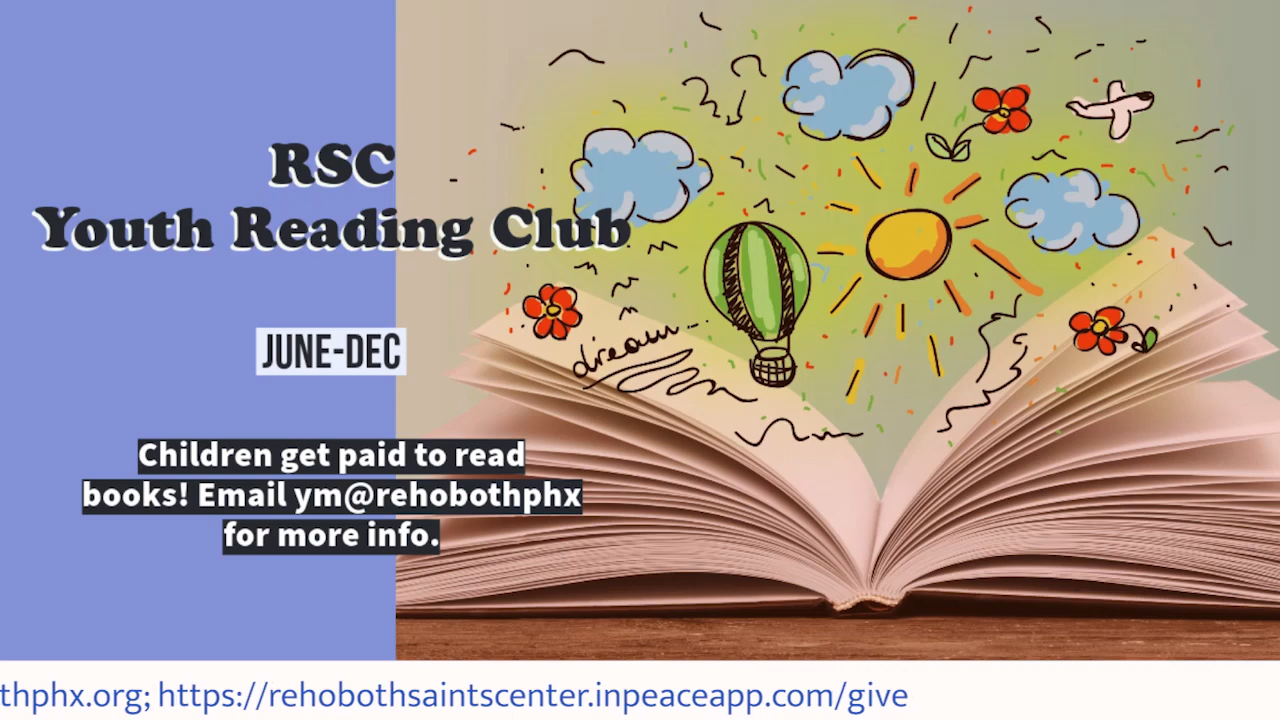 RSC
Youth Reading Club
JUNE-DEC
dream
Children get paid to read
books! Email ym@rehobothphx
for more info.
thphx.org; https://rehobothsaintscenter.inpeaceapp.com/give